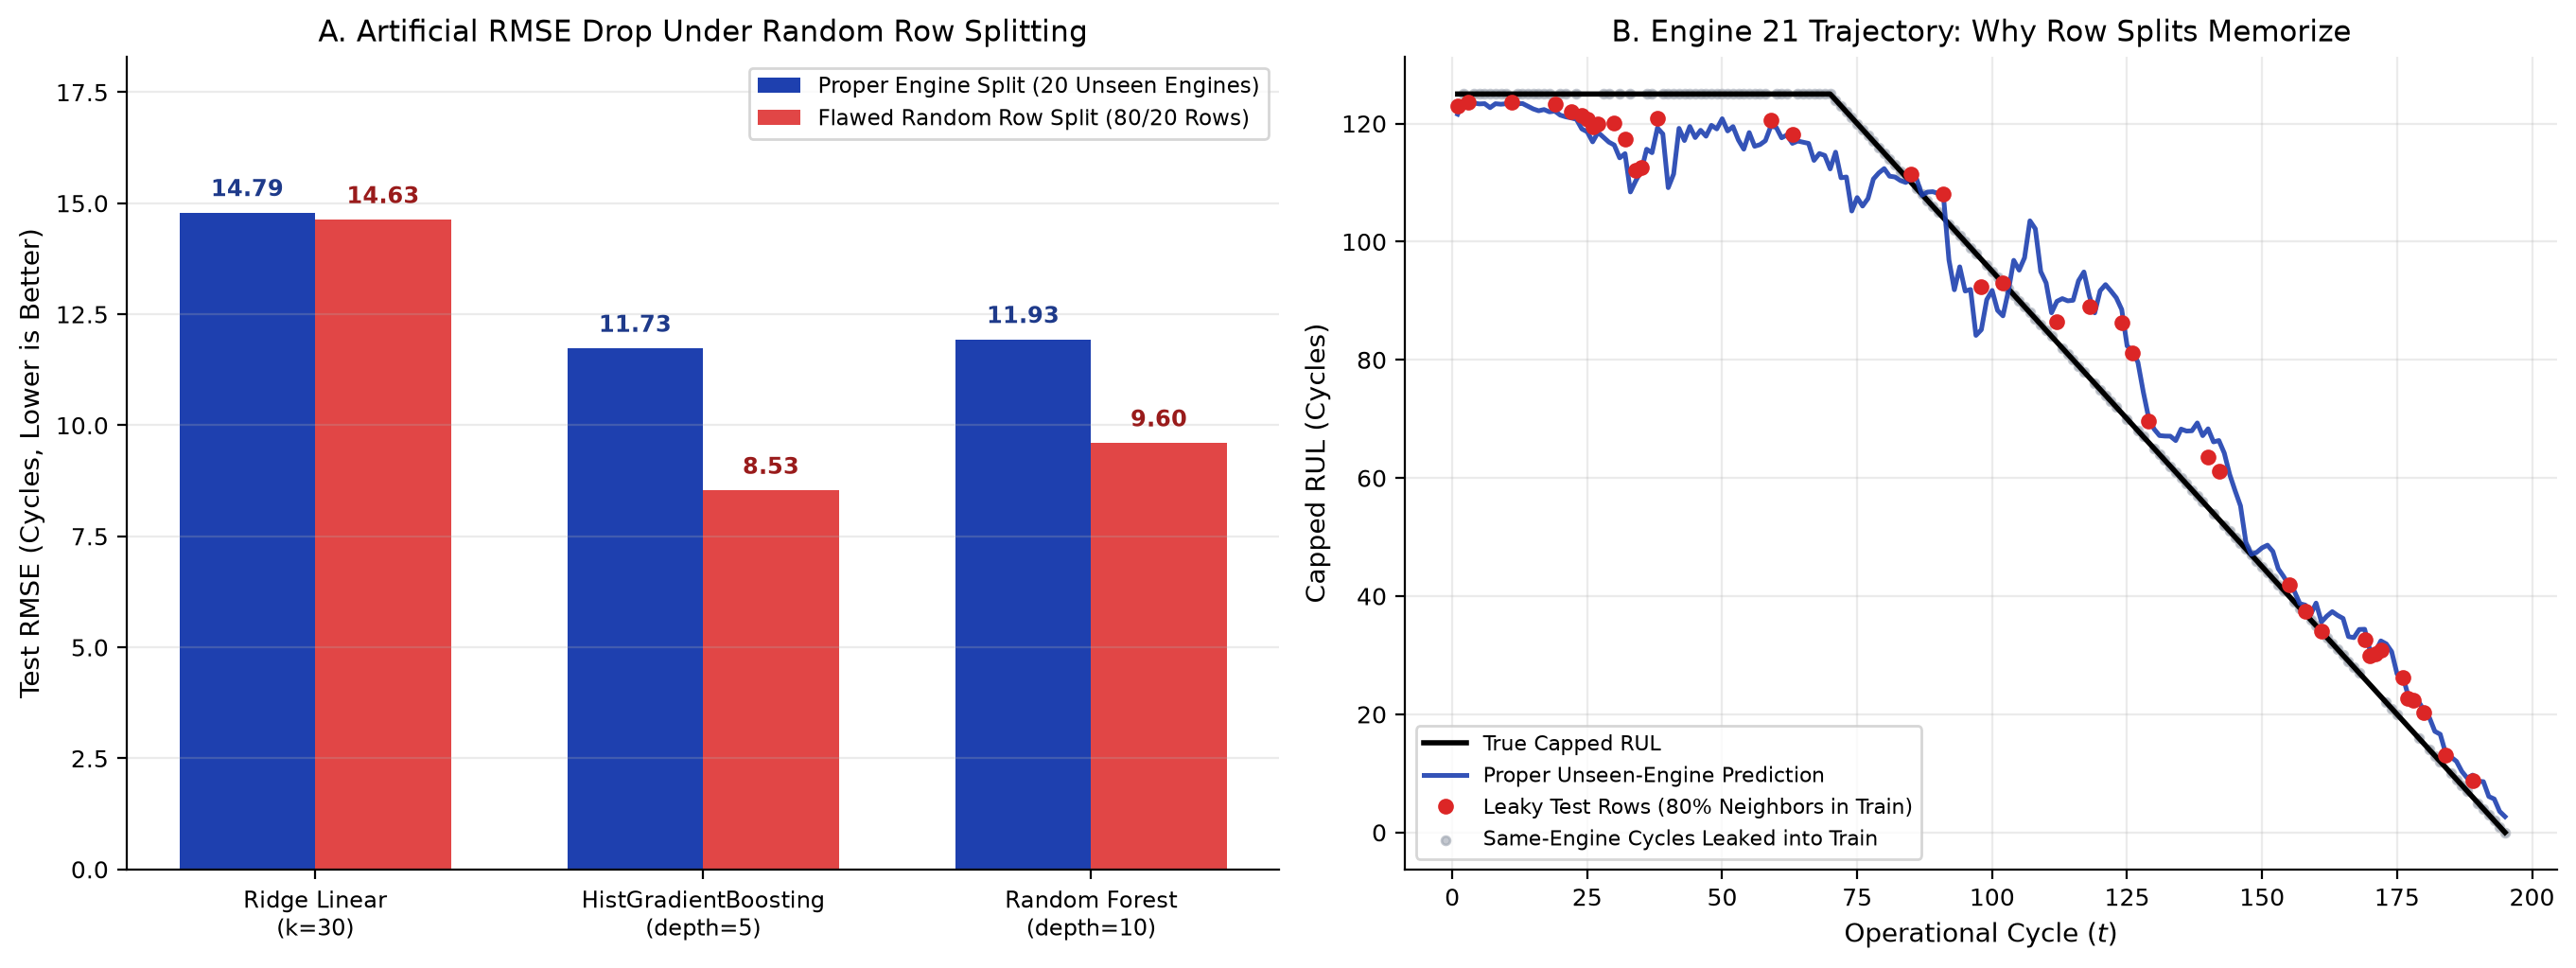 A. Artificial RMSE Drop Under Random Row Splitting
Test RMSE (Cycles, Lower is Better)
17.5
15.0
12.5
10.0
7.5
5.0
2.5
0.0
Proper Engine Split (20 Unseen Engines)
Flawed Random Row Split (80/20 Rows)
14.79
14.63
11.73
8.53
11.93
9.60
Ridge Linear
(k=30)
HistGradientBoosting
(depth=5)
Random Forest
(depth=10)
B. Engine 21 Trajectory: Why Row Splits Memorize
Capped RUL (Cycles)
120
100
80
60
40
20
0
True Capped RUL
Proper Unseen-Engine Prediction
Leaky Test Rows (80% Neighbors in Train)
Same-Engine Cycles Leaked into Train
0 25 50 75 100 125 150 175 200
Operational Cycle (t)